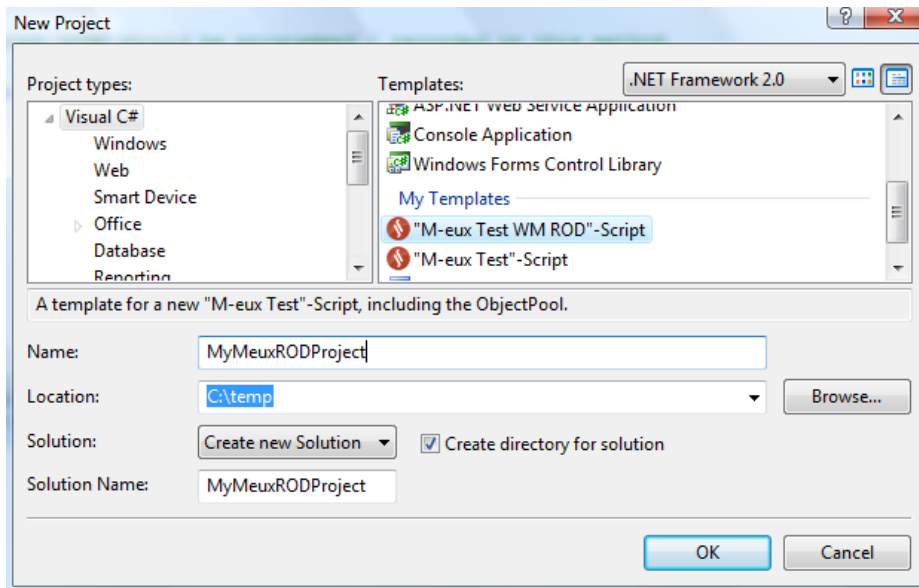 New Project
Project types:
Templates:
.NET Framework 2.0
Visual C#
Windows
Web
Smart Device
Office
Database
Reporting
ASP.NET Web Service Application
Console Application
Windows Forms Control Library
My Templates
"M-eux Test WM ROD"-Script
"M-eux Test"-Script
A template for a new "M-eux Test"-Script, including the ObjectPool.
Name:
MyMeuxRODProject
Location:
C:\temp
Browse...
Solution:
Create new Solution
Create directory for solution
Solution Name:
MyMeuxRODProject
OK
Cancel